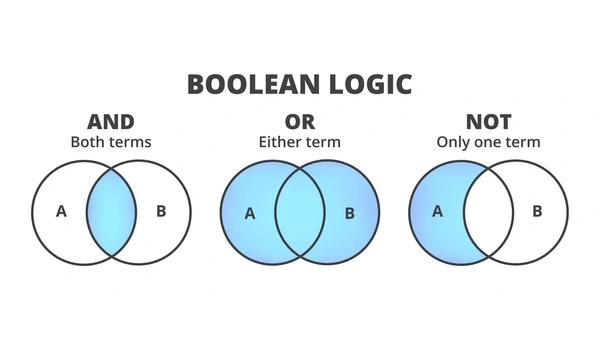 BOOLEAN LOGIC
AND
Both terms
A
B
OR
Either term
A
B
NOT
Only one term
A
B